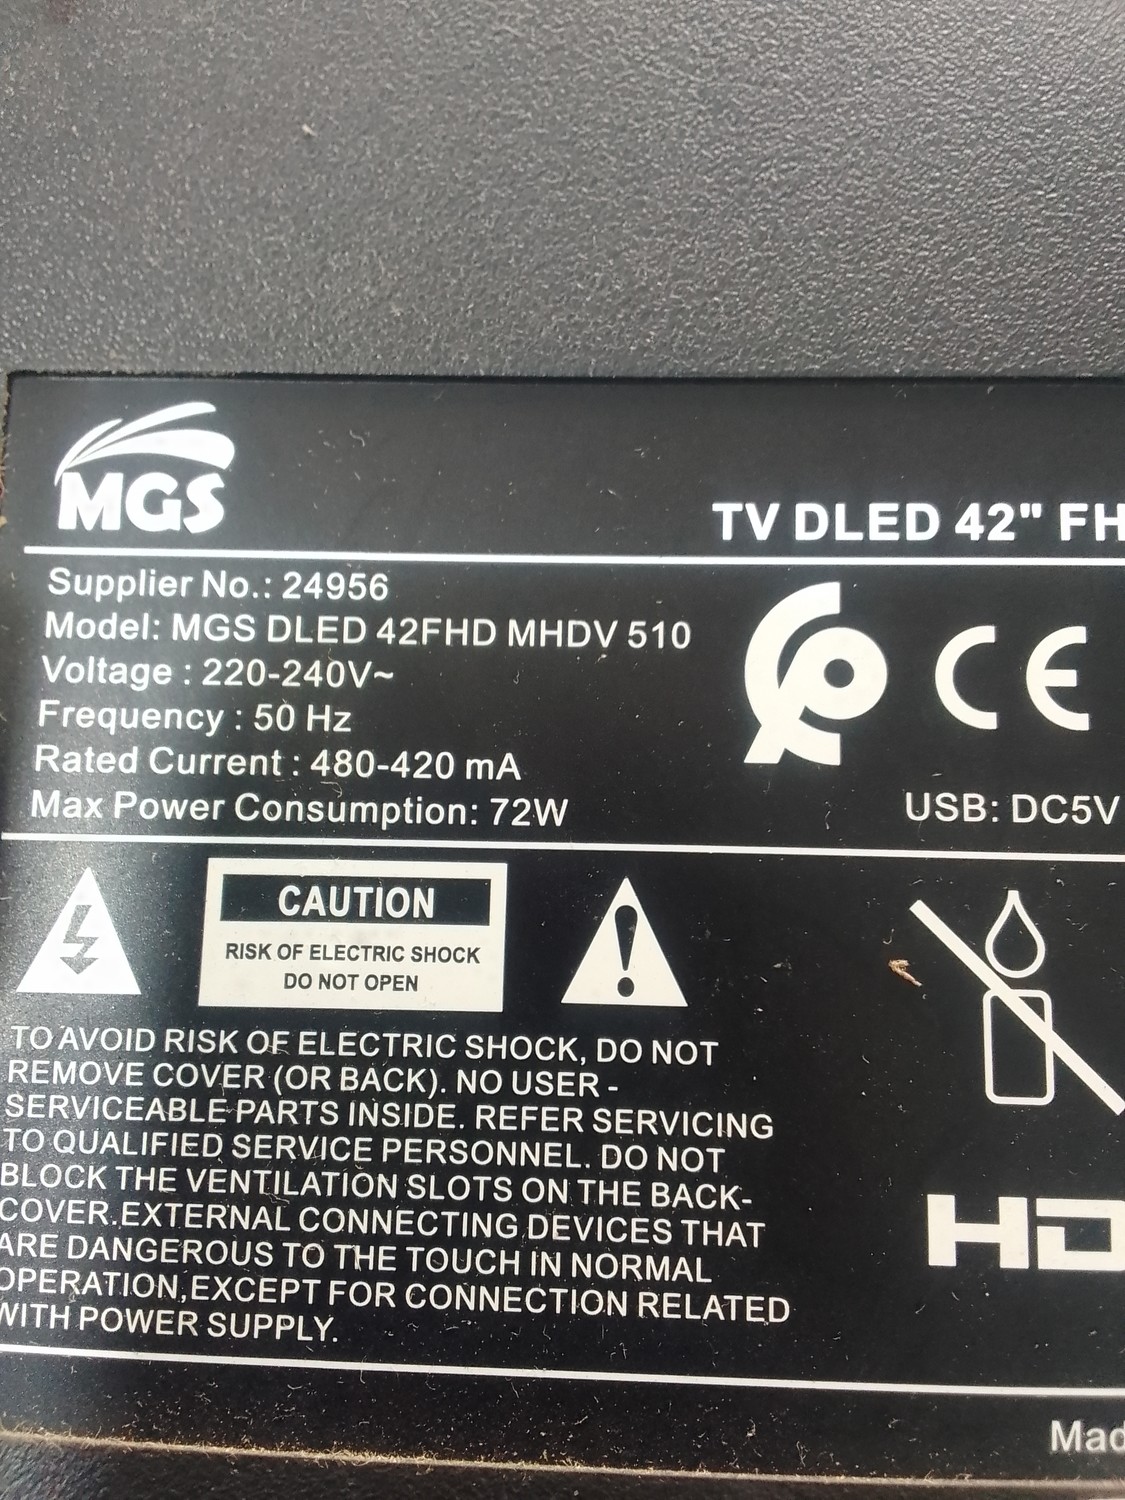 MGS
TV DLED 42" FH
Supplier No.: 24956
Model: MGS DLED 42FHD MHDV 510
Voltage : 220-240V~
Frequency : 50 Hz
Rated Current : 480-420 mA
Max Power Consumption: 72W
CE
USB: DC5V
CAUTION
RISK OF ELECTRIC SHOCK
DO NOT OPEN
TO AVOID RISK OF ELECTRIC SHOCK, DO NOT
REMOVE COVER (OR BACK). NO USER -
SERVICEABLE PARTS INSIDE. REFER SERVICING
TO QUALIFIED SERVICE PERSONNEL. DO NOT
BLOCK THE VENTILATION SLOTS ON THE BACK-
COVER.EXTERNAL CONNECTING DEVICES THAT
ARE DANGEROUS TO THE TOUCH IN NORMAL
OPERATION,EXCEPT FOR CONNECTION RELATED
WITH POWER SUPPLY.
HD
Mad